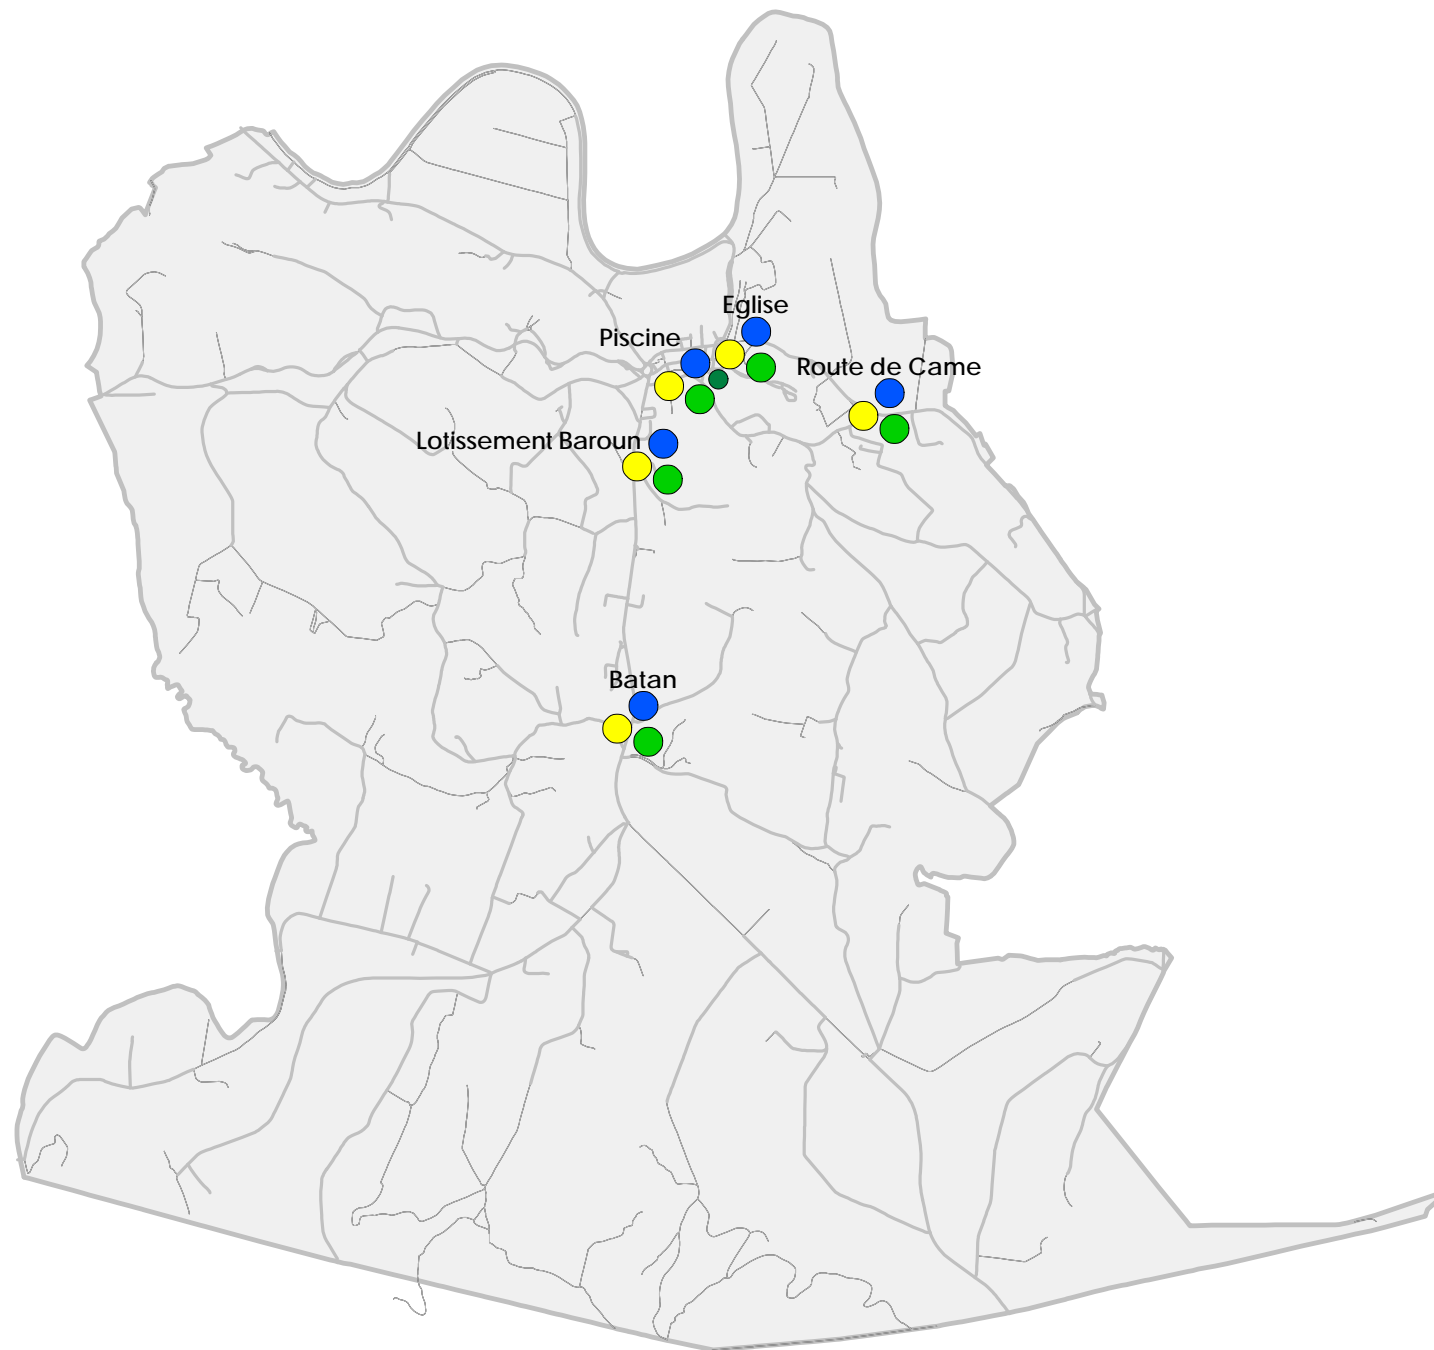 Eglise
Piscine
Route de Came
Lotissement Baroun
Batan